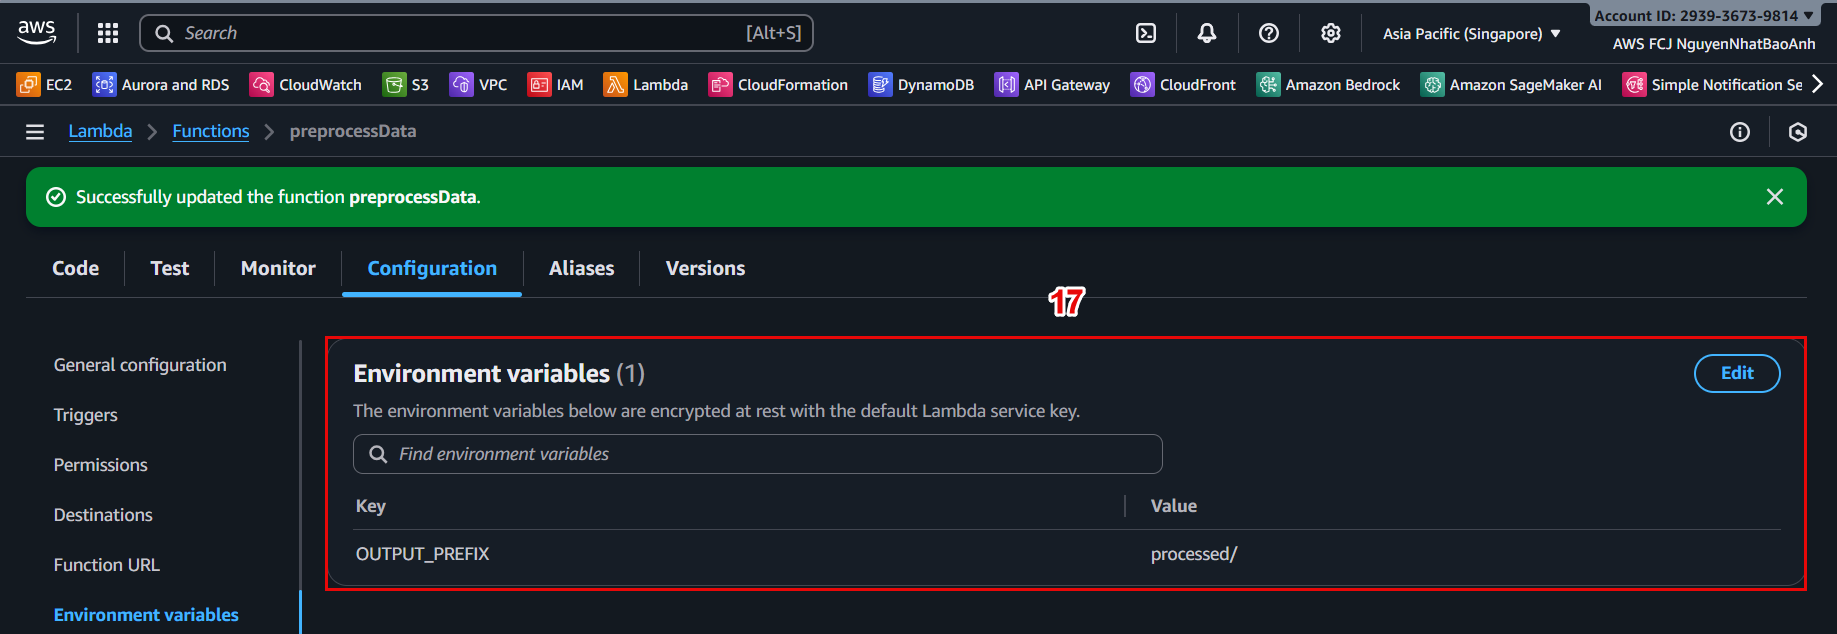 aws
Search [Alt+S]
Asia Pacific (Singapore) ▼
Account ID: 2939-3673-9814 ▼
AWS FCJ NguyenNhatBaoAnh
EC2 Aurora and RDS CloudWatch S3 VPC IAM Lambda CloudFormation DynamoDB API Gateway CloudFront Amazon Bedrock Amazon SageMaker AI Simple Notification Se
Lambda Functions preprocessData
Successfully updated the function preprocessData.
Code Test Monitor Configuration Aliases Versions
17
General configuration
Triggers
Permissions
Destinations
Function URL
Environment variables
Environment variables (1)
Edit
The environment variables below are encrypted at rest with the default Lambda service key.
Find environment variables
Key Value
OUTPUT_PREFIX processed/